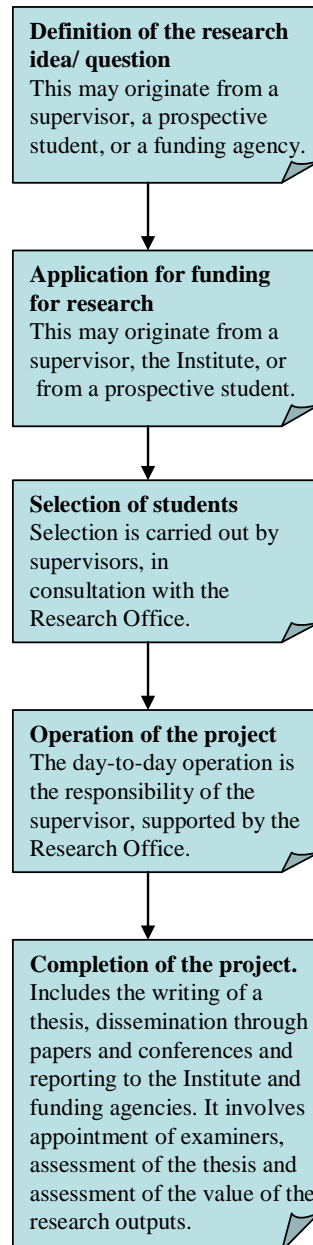 Definition of the research
idea/ question
This may originate from a
supervisor, a prospective
student, or a funding agency.
Application for funding
for research
This may originate from a
supervisor, the Institute, or
from a prospective student.
Selection of students
Selection is carried out by
supervisors, in
consultation with the
Research Office.
Operation of the project
The day-to-day operation is
the responsibility of the
supervisor, supported by the
Research Office.
Completion of the project.
Includes the writing of a
thesis, dissemination through
papers and conferences and
reporting to the Institute and
funding agencies. It involves
appointment of examiners,
assessment of the thesis and
assessment of the value of the
research outputs.